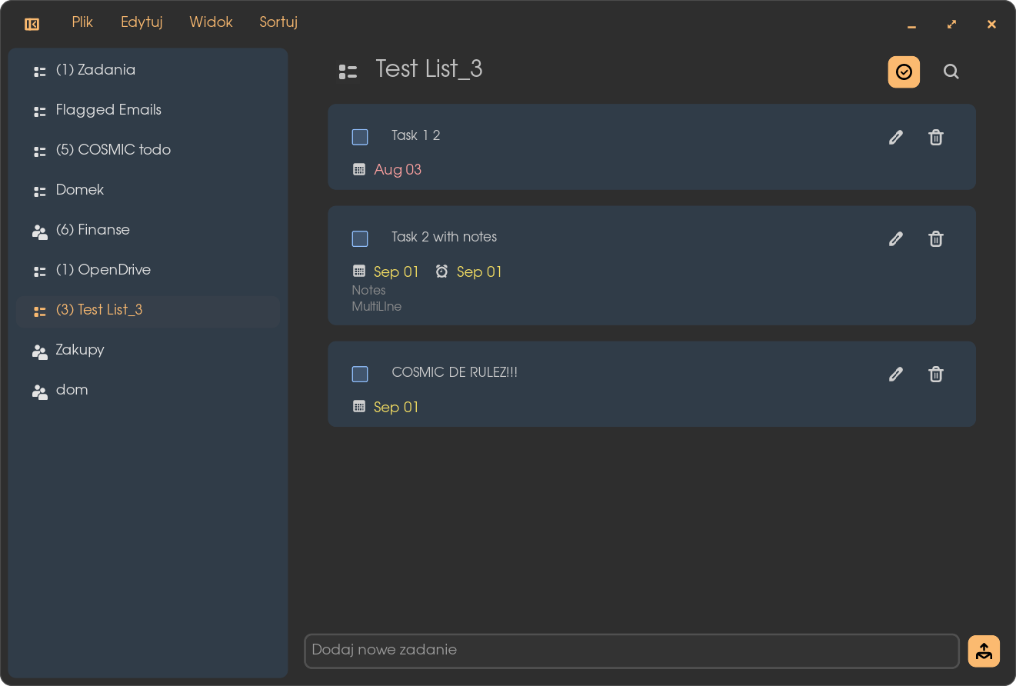 Plik Edytuj Widok Sortuj
(1) Zadania
Flagged Emails
(5) COSMIC todo
Domek
(6) Finanse
(1) OpenDrive
(3) Test List_3
Zakupy
dom
Test List_3
Task 1 2
Aug 03
Task 2 with notes
Sep 01 Sep 01
Notes
MultiLIne
COSMIC DE RULEZ!!!
Sep 01
Dodaj nowe zadanie